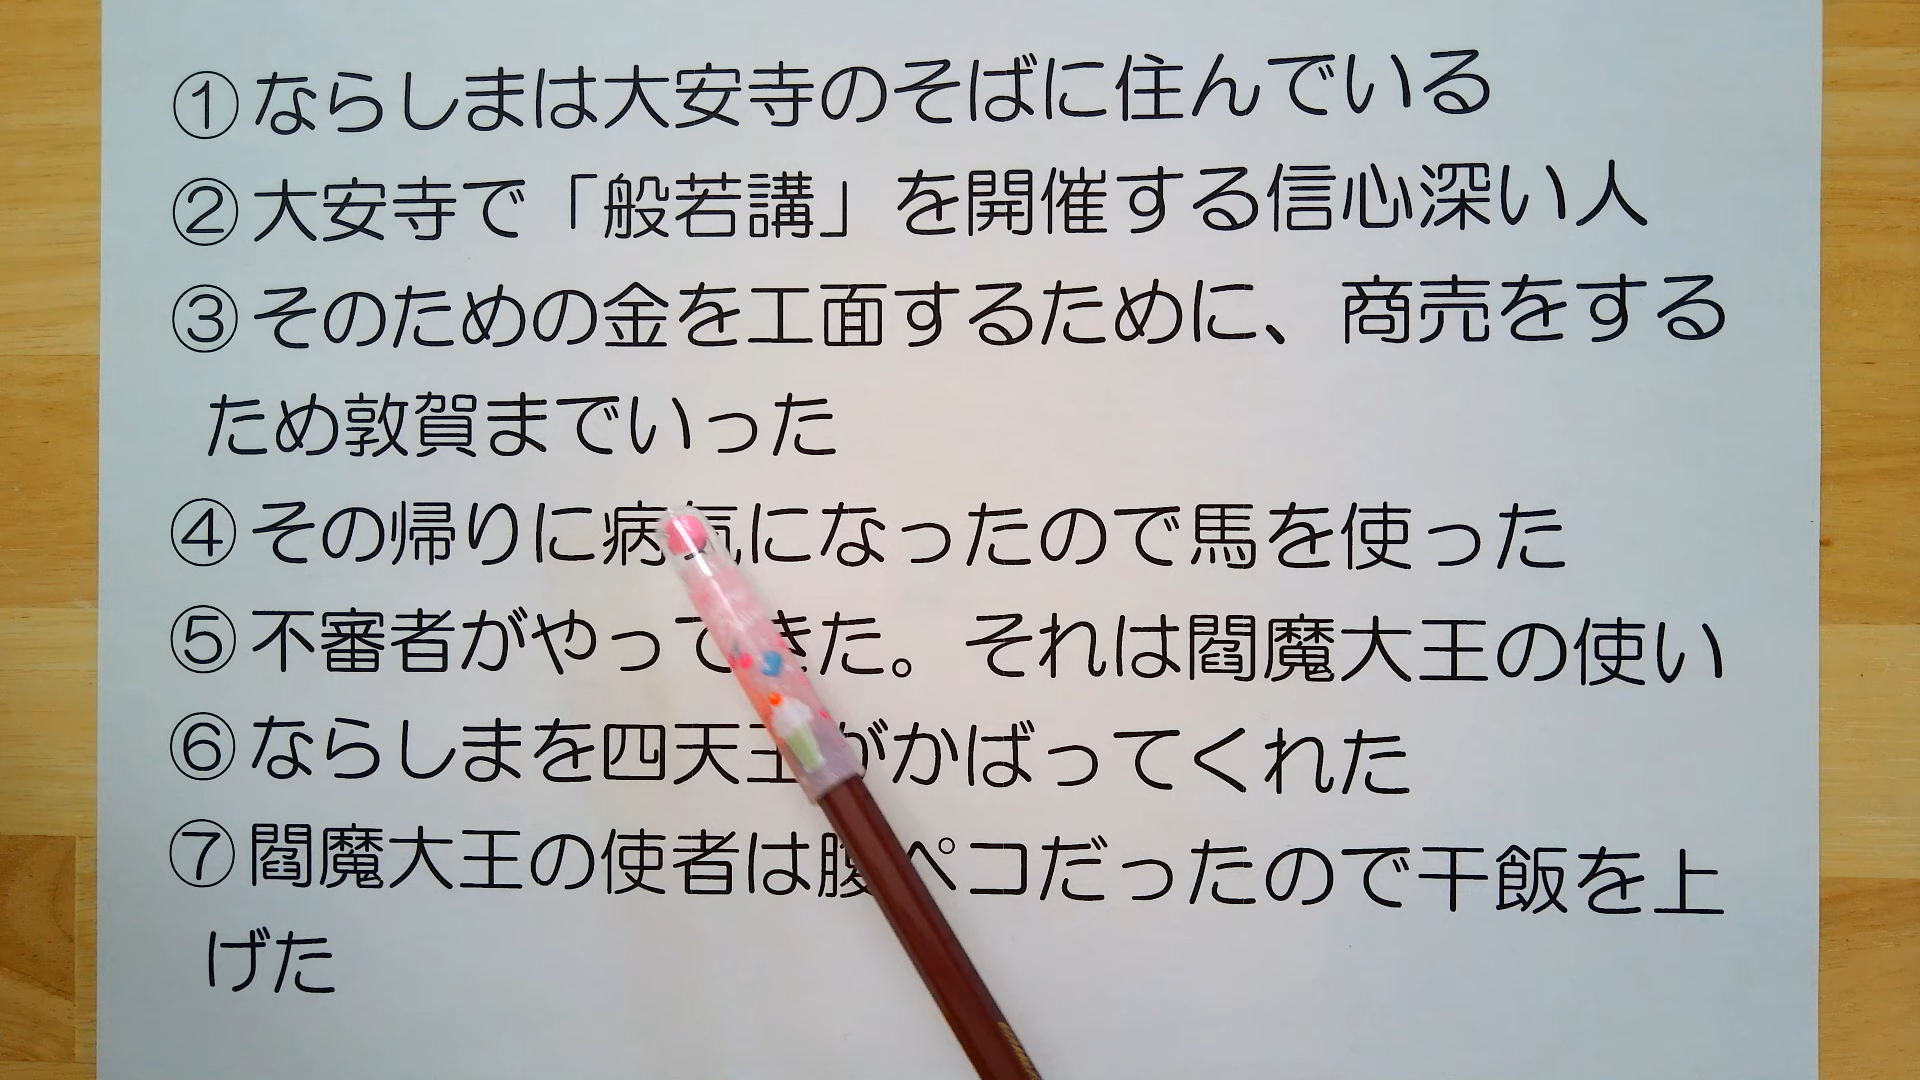 ①ならしまは大安寺のそばに住んでいる
②大安寺で「般若講」を開催する信心深い人
③そのための金を工面するために、商売をする
ため敦賀までいった
④その帰りに病気になったので馬を使った
⑤不審者がやってきた。それは閻魔大王の使い
⑥ならしまを四天王がかばってくれた
⑦閻魔大王の使者は腹ペコだったので干飯を上
げた